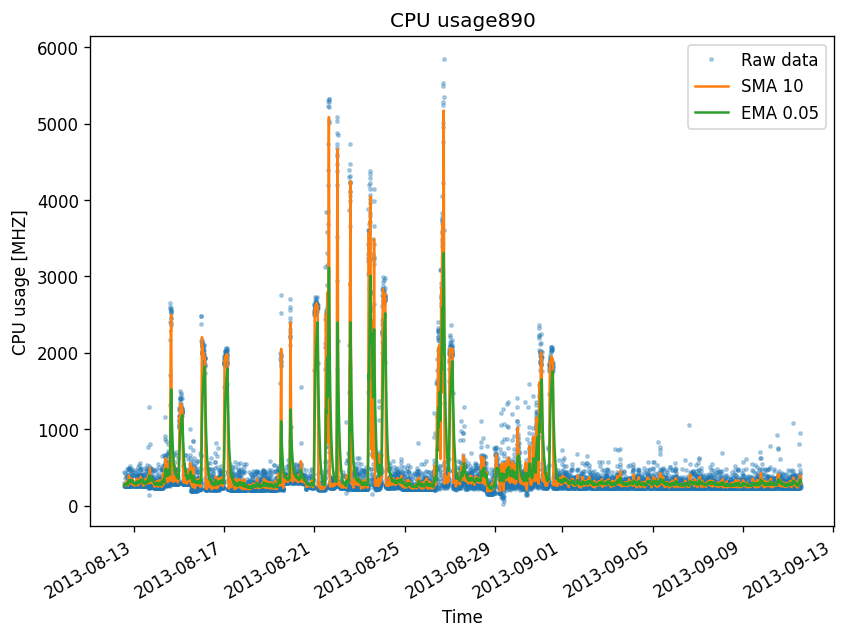 CPU usage890
Raw data
SMA 10
EMA 0.05
6000
5000
4000
3000
2000
1000
0
CPU usage [MHZ]
2013-08-13
2013-08-17
2013-08-21
2013-08-25
2013-08-29
2013-09-01
2013-09-05
2013-09-09
2013-09-13
Time